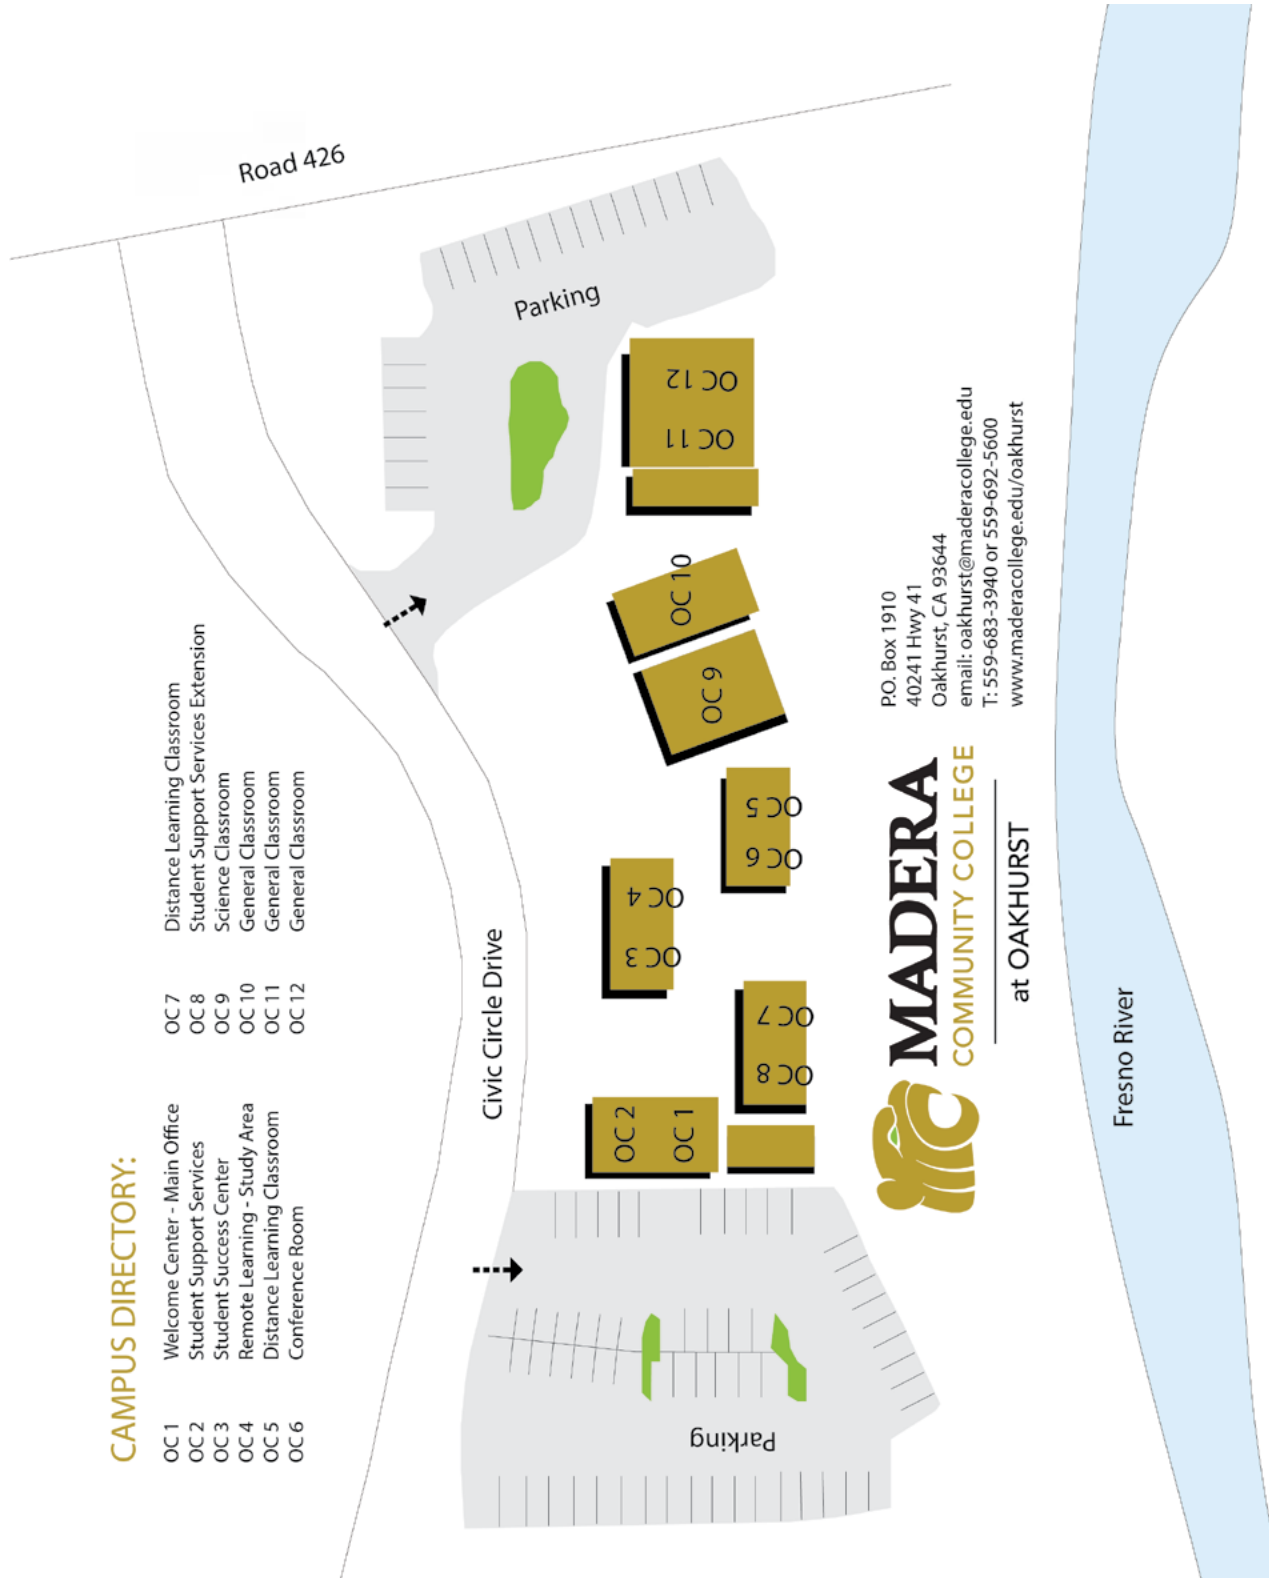 CAMPUS DIRECTORY:
OC 1 Welcome Center - Main Office
OC 2 Student Support Services
OC 3 Student Success Center
OC 4 Remote Learning - Study Area
OC 5 Distance Learning Classroom
OC 6 Conference Room
OC 7 Distance Learning Classroom
OC 8 Student Support Services Extension
OC 9 Science Classroom
OC 10 General Classroom
OC 11 General Classroom
OC 12 General Classroom
Road 426
Civic Circle Drive
Parking
Parking
OC 2
OC 1
OC 3
OC 4
OC 8
OC 7
OC 6
OC 5
OC 9
OC 10
OC 11
OC 12
MADERA
COMMUNITY COLLEGE
at OAKHURST
P.O. Box 1910
40241 Hwy 41
Oakhurst, CA 93644
email: oakhurst@maderacollege.edu
T: 559-683-3940 or 559-692-5600
www.maderacollege.edu/oakhurst
Fresno River